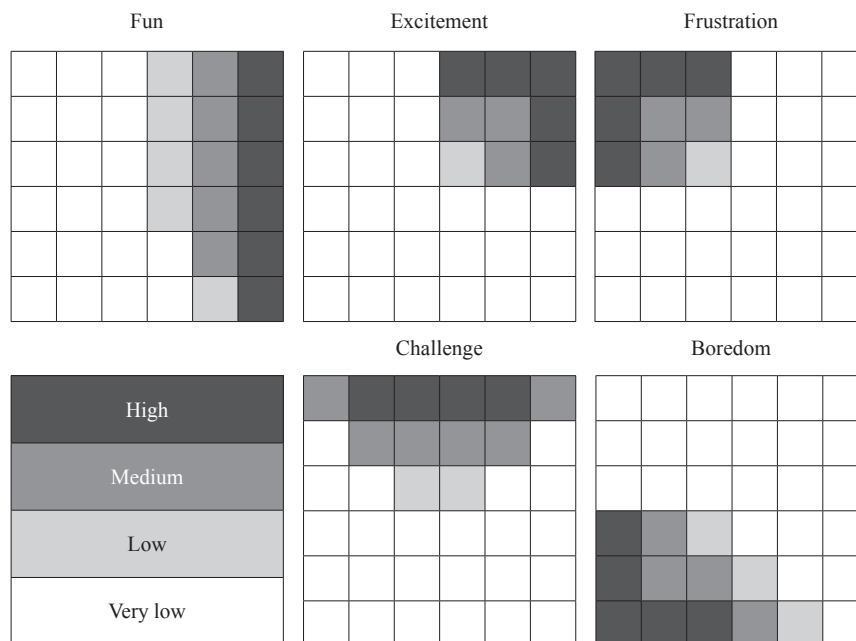 Fun
Excitement
Frustration
Challenge
Boredom
High
Medium
Low
Very low